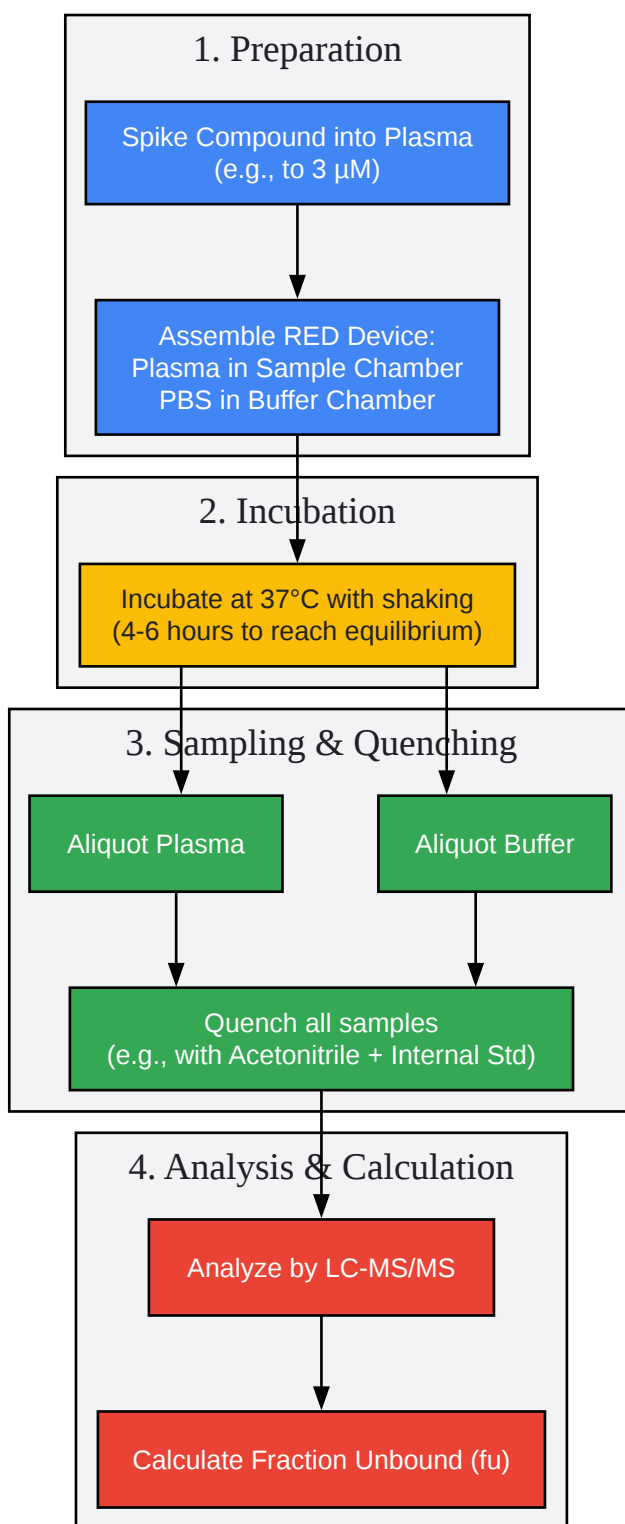 1. Preparation
Spike Compound into Plasma
(e.g., to 3 µM)
Assemble RED Device:
Plasma in Sample Chamber
PBS in Buffer Chamber
2. Incubation
Incubate at 37°C with shaking
(4-6 hours to reach equilibrium)
3. Sampling & Quenching
Aliquot Plasma
Aliquot Buffer
Quench all samples
(e.g., with Acetonitrile + Internal Std)
4. Analysis & Calculation
Analyze by LC-MS/MS
Calculate Fraction Unbound (fu)